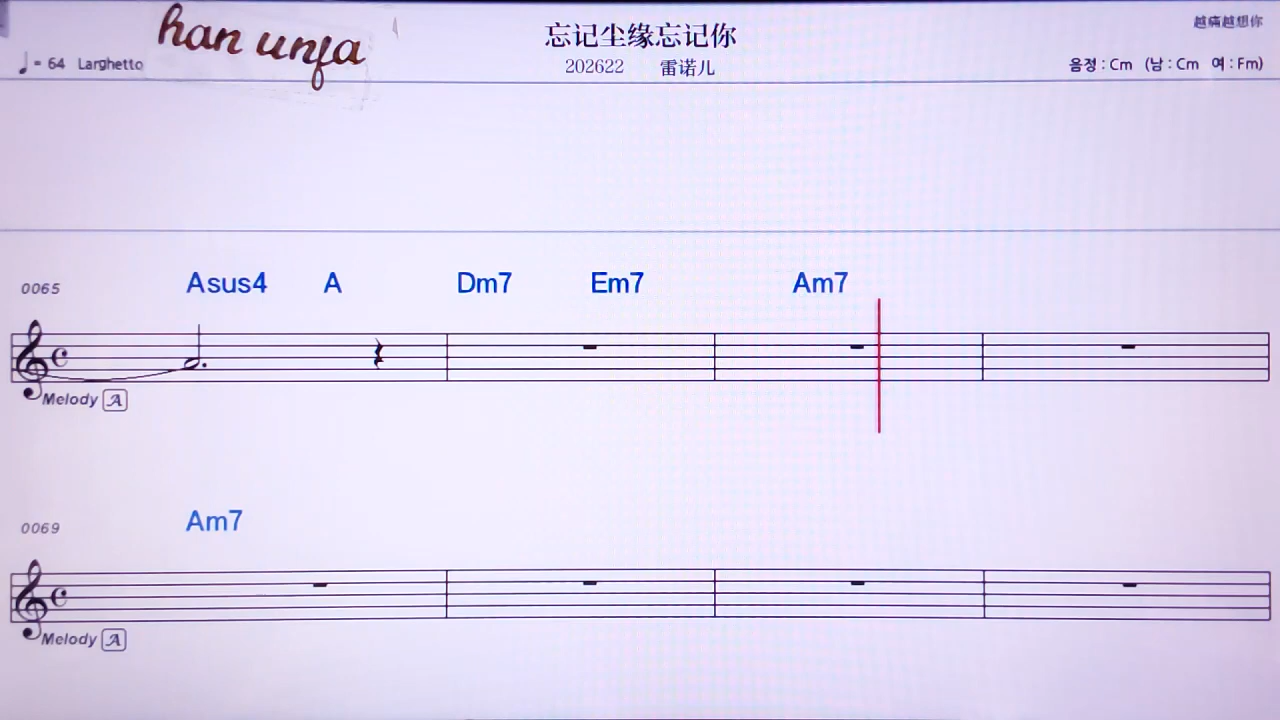 han unfa
忘记尘缘忘记你
越痛越想你
♩= 64 Larghetto
202622 雷诺儿
음정 : Cm (남 : Cm 여 : Fm)
0065 Asus4 A Dm7 Em7 Am7
Melody A
0069 Am7
Melody A